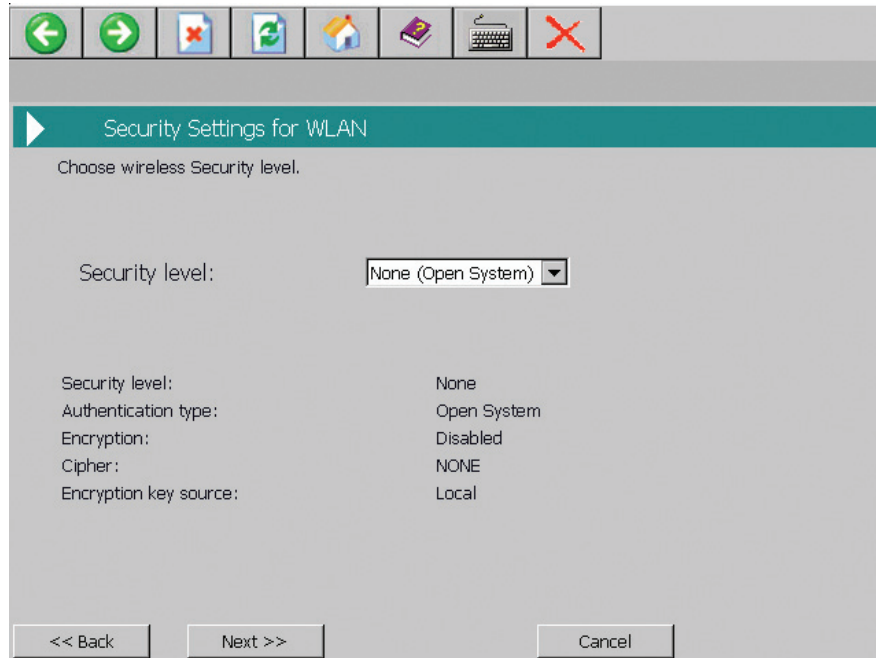 Security Settings for WLAN
Choose wireless Security level.
Security level: None (Open System)
Security level: None
Authentication type: Open System
Encryption: Disabled
Cipher: NONE
Encryption key source: Local
<< Back Next >> Cancel